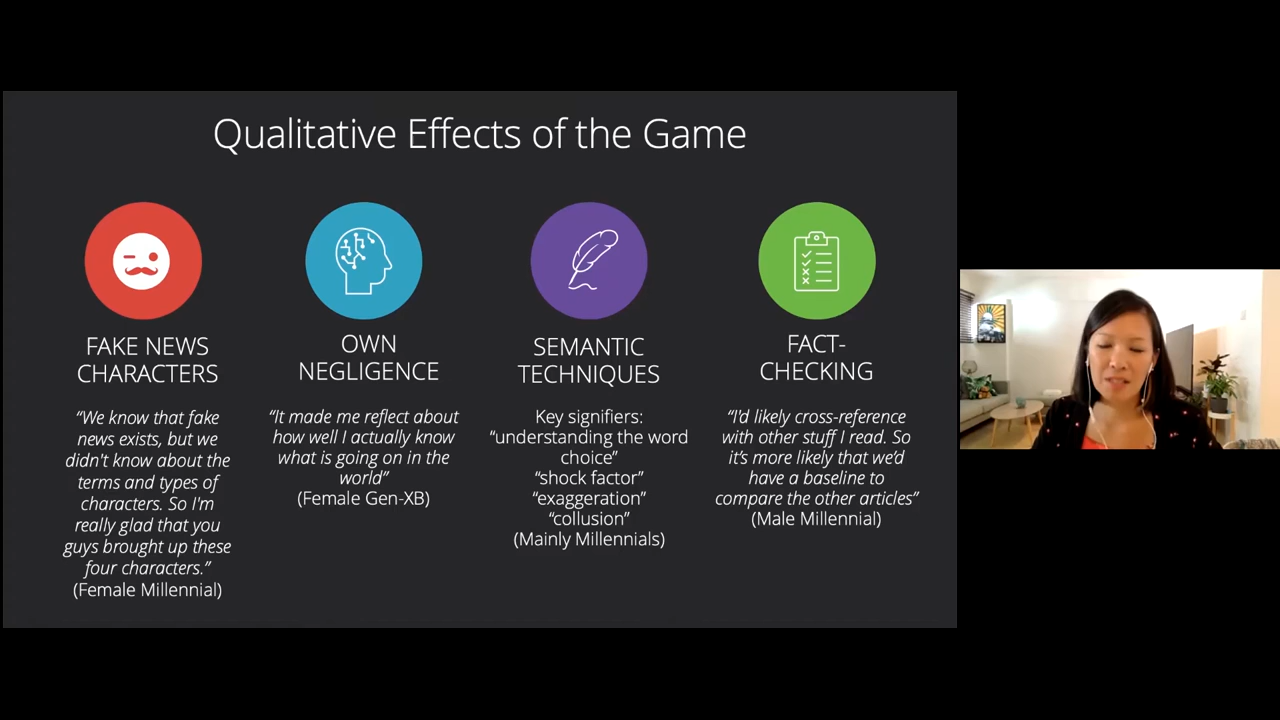 Qualitative Effects of the Game
FAKE NEWS
CHARACTERS
“We know that fake
news exists, but we
didn't know about the
terms and types of
characters. So I'm
really glad that you
guys brought up these
four characters.”
(Female Millennial)
OWN
NEGLIGENCE
“It made me reflect about
how well I actually know
what is going on in the
world”
(Female Gen-XB)
SEMANTIC
TECHNIQUES
Key signifiers:
“understanding the word
choice”
“shock factor”
“exaggeration”
“collusion”
(Mainly Millennials)
FACT-
CHECKING
“I’d likely cross-reference
with other stuff I read. So
it’s more likely that we’d
have a baseline to
compare the other articles”
(Male Millennial)